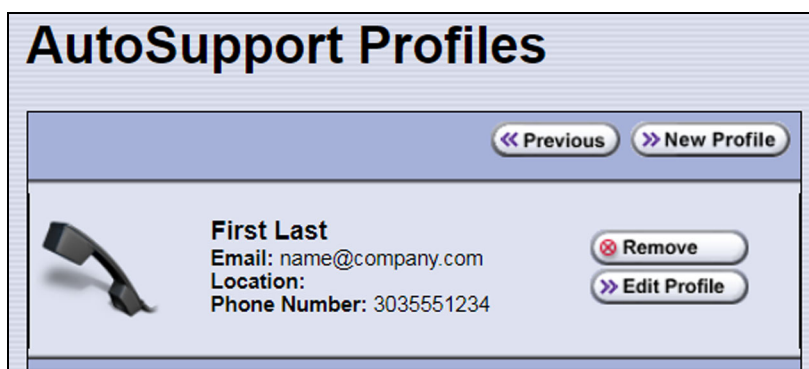 AutoSupport Profiles
Previous New Profile
First Last
Email: name@company.com
Location:
Phone Number: 3035551234
Remove
Edit Profile